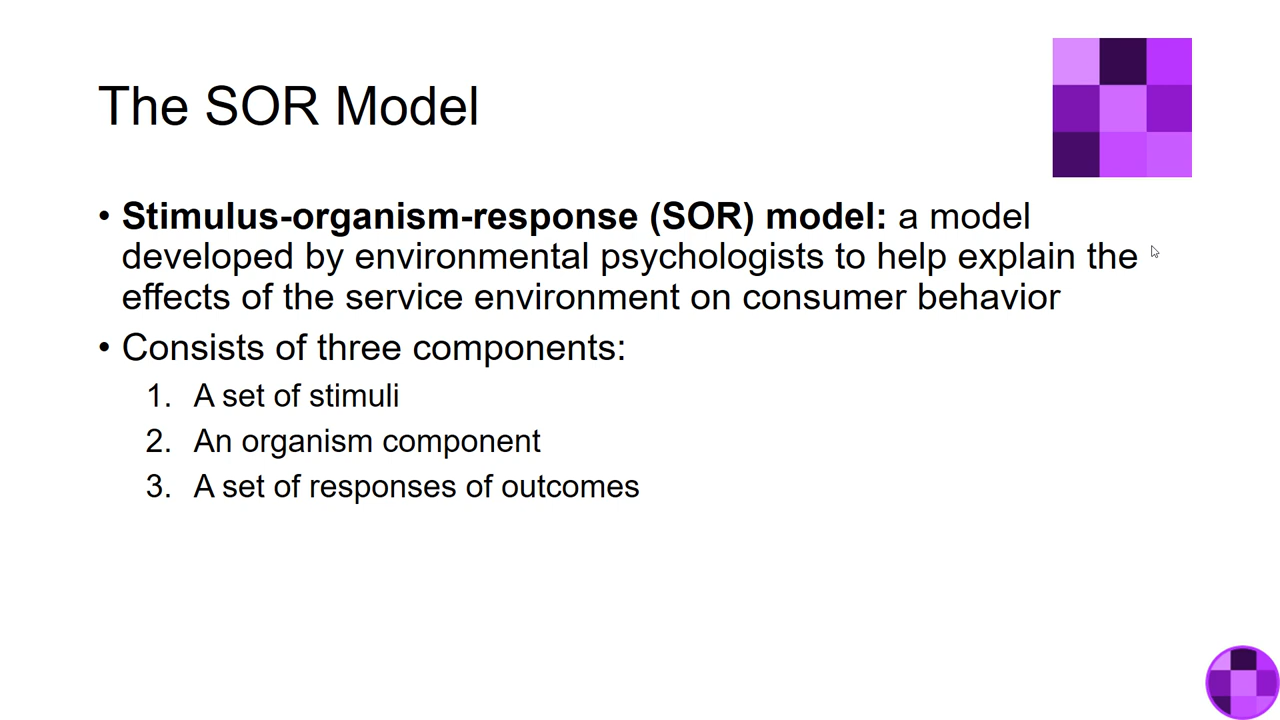 The SOR Model
• Stimulus-organism-response (SOR) model: a model
developed by environmental psychologists to help explain the
effects of the service environment on consumer behavior
• Consists of three components:
1. A set of stimuli
2. An organism component
3. A set of responses of outcomes